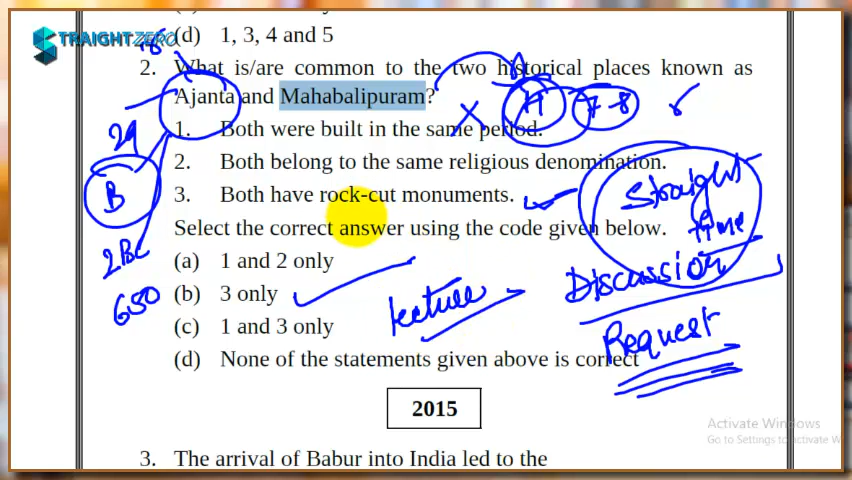 STRAIGHTZERO
(d) 1, 3, 4 and 5
2. What is/are common to the two historical places known as
Ajanta and Mahabalipuram?
H
7-8
1. Both were built in the same period.
29
2. Both belong to the same religious denomination.
B
3. Both have rock-cut monuments.
Straight
time
Select the correct answer using the code given below.
2BC
(a) 1 and 2 only
Discussion
650
(b) 3 only
lecture
(c) 1 and 3 only
Request
(d) None of the statements given above is correct
2015
Activate Windows
Go to Settings to activate W
3. The arrival of Babur into India led to the